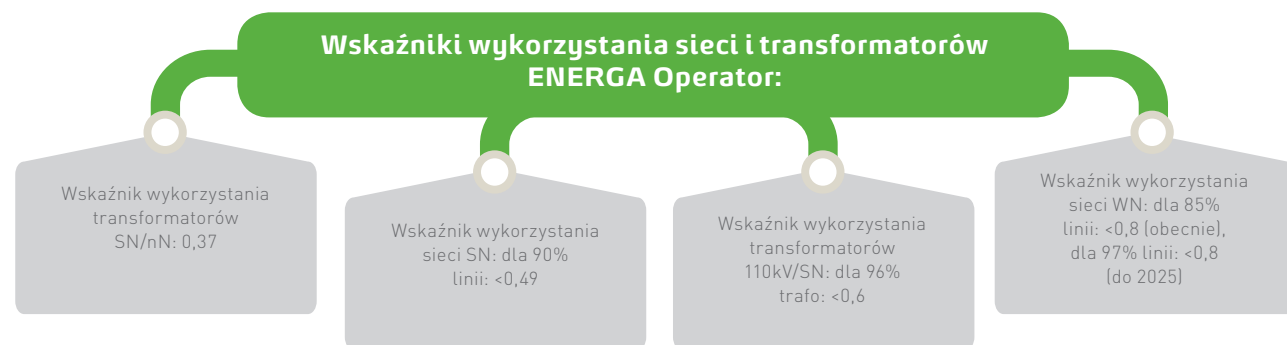 Wskaźniki wykorzystania sieci i transformatorów
ENERGA Operator:
Wskaźnik wykorzystania
transformatorów
SN/nN: 0,37
Wskaźnik wykorzystania
sieci SN: dla 90%
linii: <0,49
Wskaźnik wykorzystania
transformatorów
110kV/SN: dla 96%
trafo: <0,6
Wskaźnik wykorzystania
sieci WN: dla 85%
linii: <0,8 (obecnie),
dla 97% linii: <0,8
(do 2025)